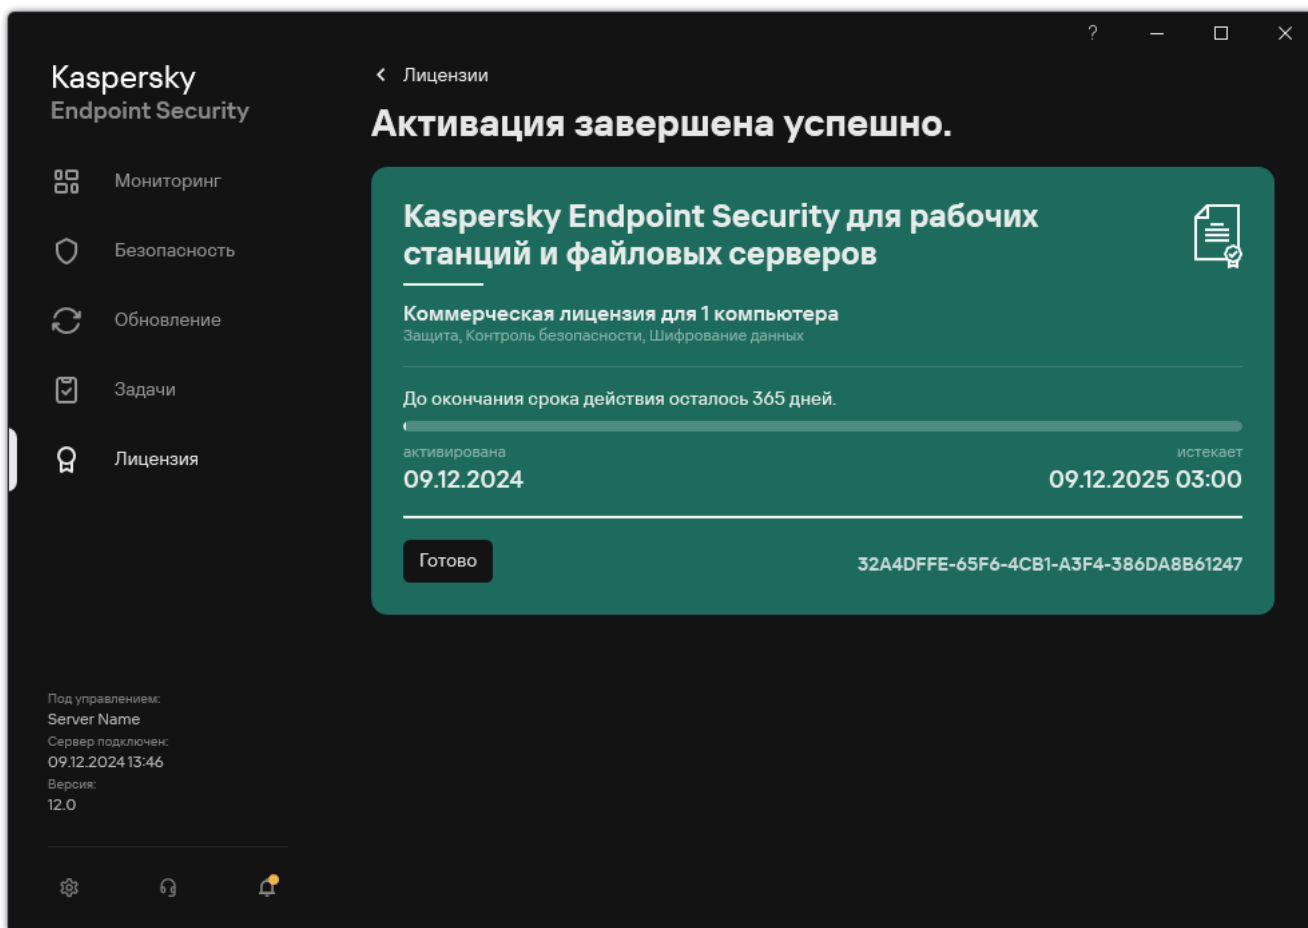 ?
Kaspersky
Endpoint Security
Мониторинг
Безопасность
Обновление
Задачи
Лицензия
Под управлением:
Server Name
Сервер подключен:
09.12.2024 13:46
Версия:
12.0
Лицензии
Активация завершена успешно.
Kaspersky Endpoint Security для рабочих
станций и файловых серверов
Коммерческая лицензия для 1 компьютера
Защита, Контроль безопасности, Шифрование данных
До окончания срока действия осталось 365 дней.
активирована
истекает
09.12.2024
09.12.2025 03:00
Готово
32A4DFFE-65F6-4CB1-A3F4-386DA8B61247